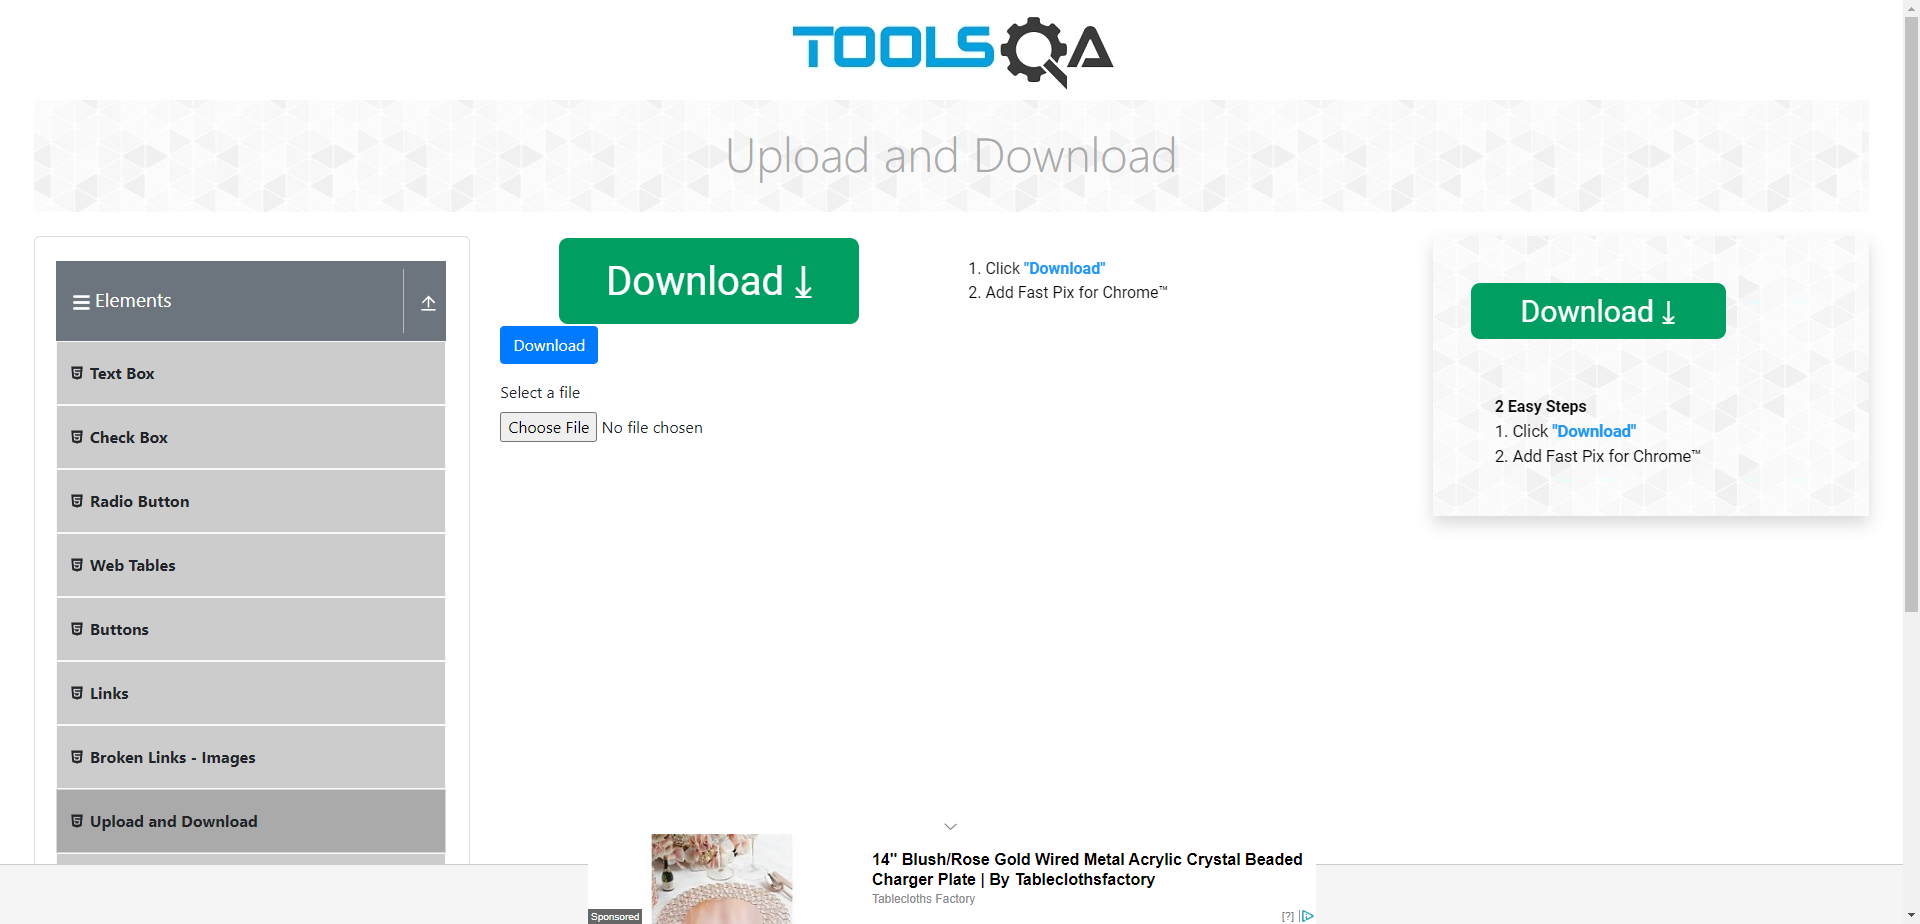 TOOLSQA
Upload and Download
Elements
Text Box
Check Box
Radio Button
Web Tables
Buttons
Links
Broken Links - Images
Upload and Download
Download
1. Click "Download"
2. Add Fast Pix for Chrome™
Download
Select a file
Choose File No file chosen
Download
2 Easy Steps
1. Click "Download"
2. Add Fast Pix for Chrome™
14" Blush/Rose Gold Wired Metal Acrylic Crystal Beaded
Charger Plate | By Tableclothsfactory
Tablecloths Factory
Sponsored
[?]